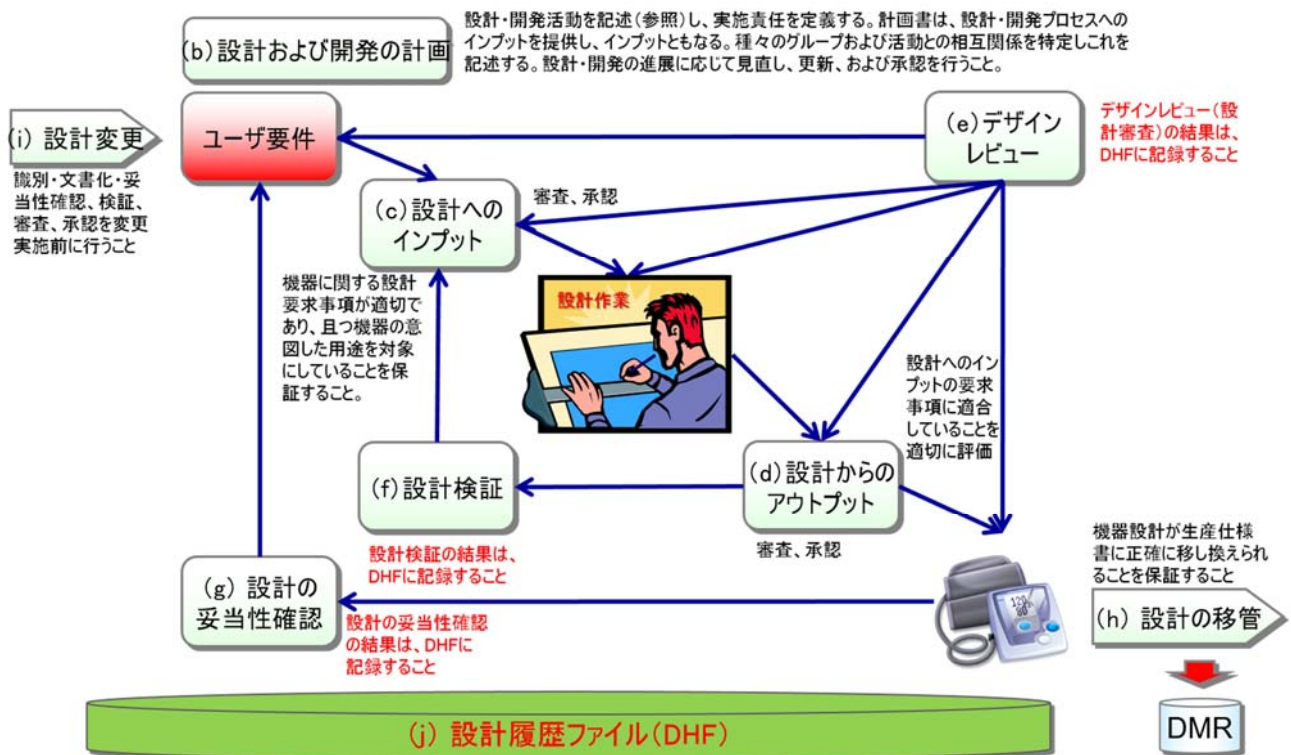 (b)設計および開発の計画
設計・開発活動を記述(参照)し、実施責任を定義する。計画書は、設計・開発プロセスへの
インプットを提供し、インプットともなる。種々のグループおよび活動との相互関係を特定しこれを
記述する。設計・開発の進展に応じて見直し、更新、および承認を行うこと。
(i) 設計変更
識別・文書化・妥
当性確認、検証、
審査、承認を変更
実施前に行うこと
ユーザ要件
(e)デザイン
レビュー
デザインレビュー(設
計審査)の結果は、
DHFに記録すること
(c)設計への
インプット
審査、承認
機器に関する設計
要求事項が適切で
あり、且つ機器の意
図した用途を対象
にしていることを保
証すること。
設計作業
設計へのイン
プットの要求
事項に適合
していることを
適切に評価
(f)設計検証
設計検証の結果は、
DHFに記録すること
(d)設計からの
アウトプット
審査、承認
(g) 設計の
妥当性確認
設計の妥当性確認
の結果は、DHFに
記録すること
120
80
機器設計が生産仕様
書に正確に移し換えられ
ることを保証すること
(h) 設計の移管
(j) 設計履歴ファイル(DHF)
DMR